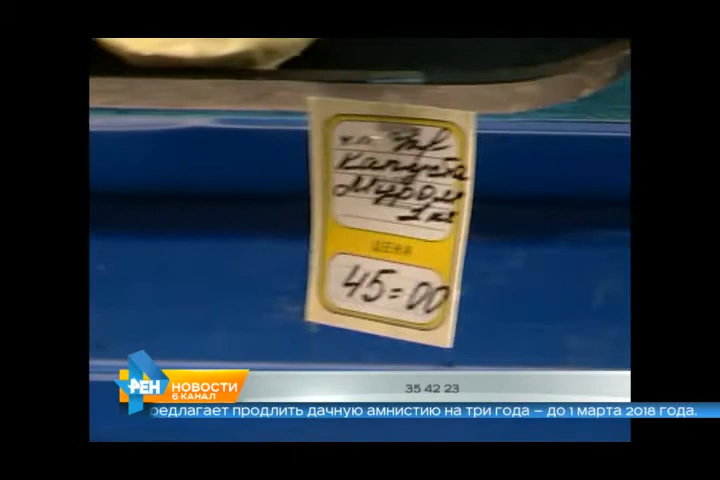 Капуста
Муром
1 кг
ЦЕНА
45=00
РЕН
НОВОСТИ
6 КАНАЛ
35 42 23
редлагает продлить дачную амнистию на три года – до 1 марта 2018 года.